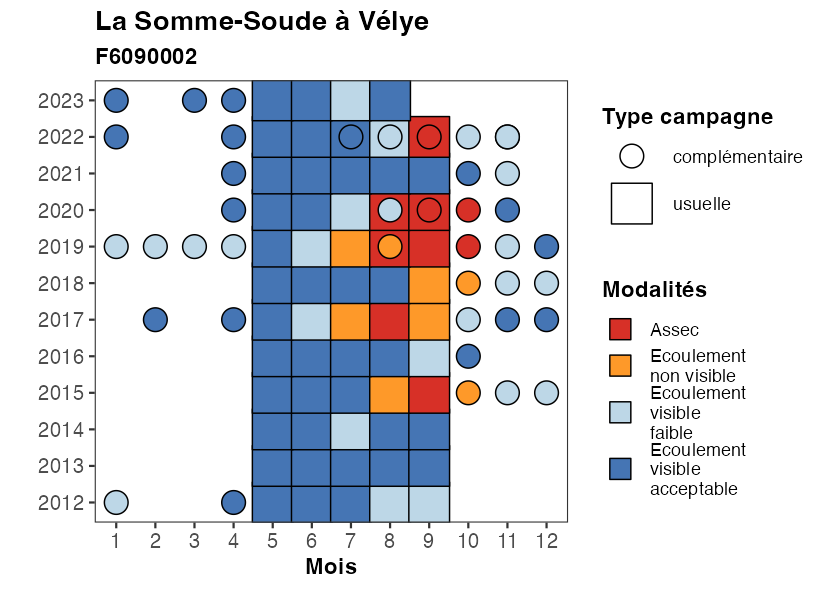 La Somme-Soude à Vélye
F6090002
2023
2022
2021
2020
2019
2018
2017
2016
2015
2014
2013
2012
1 2 3 4 5 6 7 8 9 10 11 12
Mois
Type campagne
complémentaire
usuelle
Modalités
Assec
Ecoulement
non visible
Ecoulement
visible
faible
Ecoulement
visible
acceptable